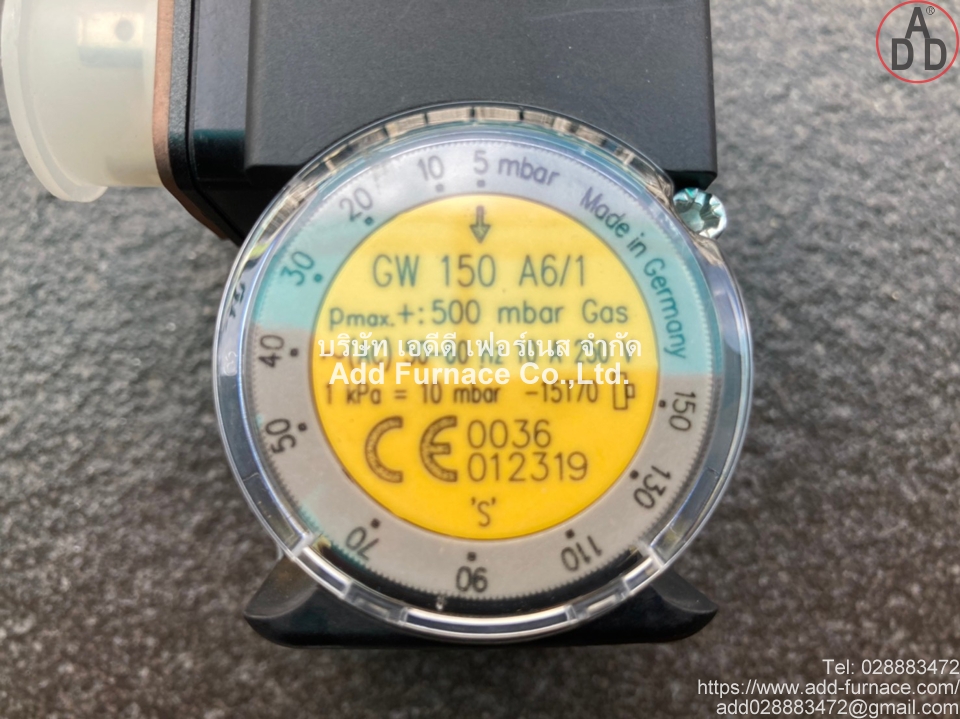 ADD®
5 mbar
10
20
30
40
50
70
90
110
130
150
Made in Germany
GW 150 A6/1
pmax.+:500 mbar Gas
บริษัท เอดีดี เฟอร์เนส จำกัด
Add Furnace Co.,Ltd.
1 kPa = 10 mbar
CE 0036
012319
'S'
Tel: 028883472
https://www.add-furnace.com/
add028883472@gmail.com